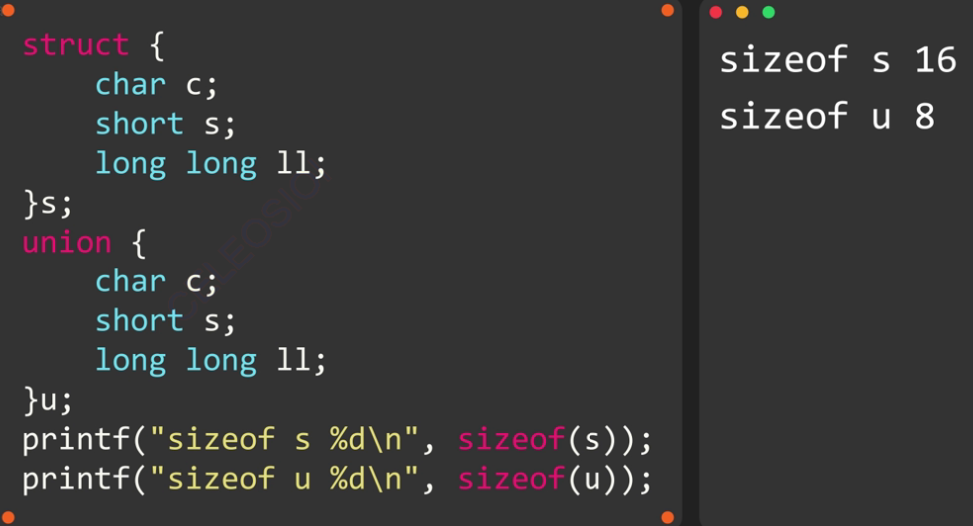 struct {
    char c;
    short s;
    long long ll;
}s;
union {
    char c;
    short s;
    long long ll;
}u;
printf("sizeof s %d\n", sizeof(s));
printf("sizeof u %d\n", sizeof(u));
sizeof s 16
sizeof u 8